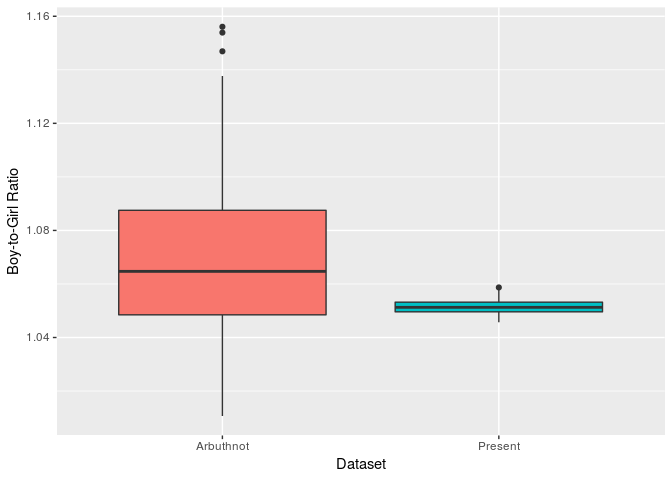 1.16
1.12
1.08
1.04
Boy-to-Girl Ratio
Arbuthnot
Present
Dataset